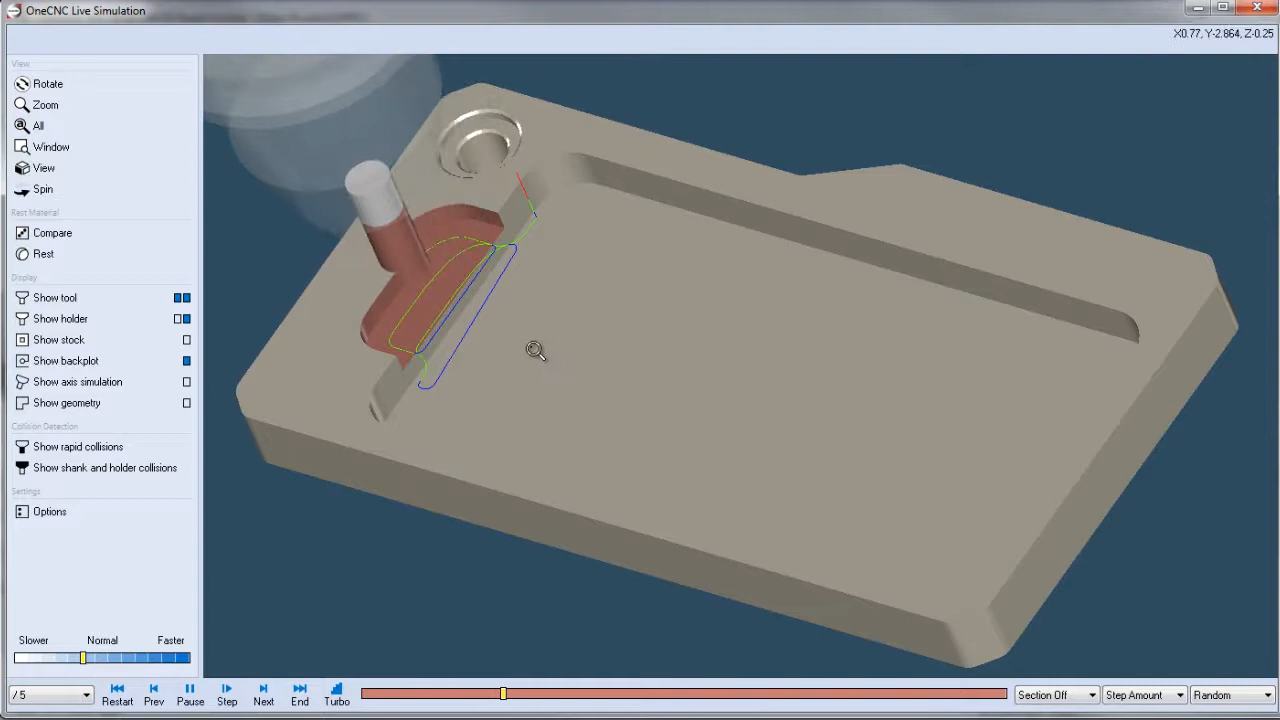 OneCNC Live Simulation
X0.77, Y-2.864, Z-0.25
View
Rotate
Zoom
All
Window
View
Spin
Rest Material
Compare
Rest
Display
Show tool
Show holder
Show stock
Show backplot
Show axis simulation
Show geometry
Collision Detection
Show rapid collisions
Show shank and holder collisions
Settings
Options
Slower Normal Faster
/ 5
Restart Prev Pause Step Next End Turbo
Section Off Step Amount Random